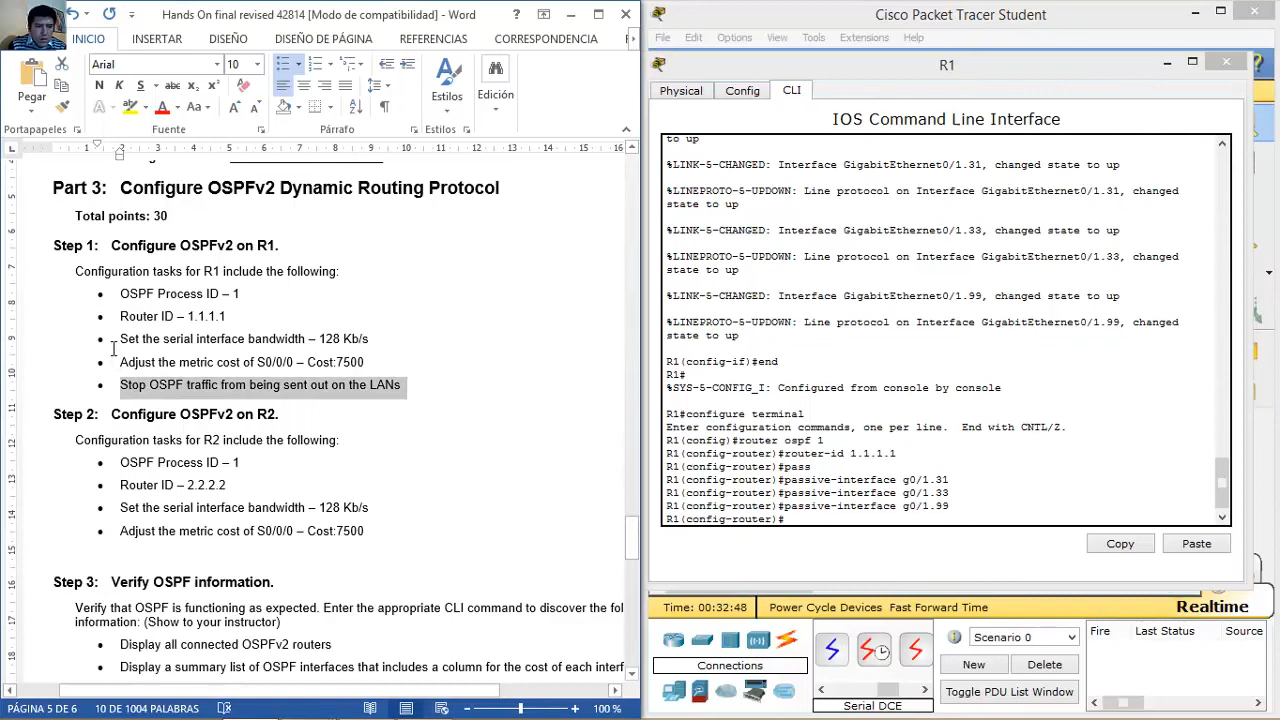 Hands On final revised 42814 [Modo de compatibilidad] - Word
INICIO INSERTAR DISEÑO DISEÑO DE PÁGINA REFERENCIAS CORRESPONDENCIA
Arial 10
Pegar
N K S abc x₂ x²
Estilos Edición
Portapapeles Fuente Párrafo Estilos
Part 3: Configure OSPFv2 Dynamic Routing Protocol
Total points: 30
Step 1: Configure OSPFv2 on R1.
Configuration tasks for R1 include the following:
• OSPF Process ID – 1
• Router ID – 1.1.1.1
• Set the serial interface bandwidth – 128 Kb/s
• Adjust the metric cost of S0/0/0 – Cost:7500
• Stop OSPF traffic from being sent out on the LANs
Step 2: Configure OSPFv2 on R2.
Configuration tasks for R2 include the following:
• OSPF Process ID – 1
• Router ID – 2.2.2.2
• Set the serial interface bandwidth – 128 Kb/s
• Adjust the metric cost of S0/0/0 – Cost:7500
Step 3: Verify OSPF information.
Verify that OSPF is functioning as expected. Enter the appropriate CLI command to discover the fol
information: (Show to your instructor)
• Display all connected OSPFv2 routers
• Display a summary list of OSPF interfaces that includes a column for the cost of each interf
PÁGINA 5 DE 6 10 DE 1004 PALABRAS 100 %
Cisco Packet Tracer Student
File Edit Options View Tools Extensions Help
R1
Physical Config CLI
IOS Command Line Interface
to up
%LINK-5-CHANGED: Interface GigabitEthernet0/1.31, changed state to up
%LINEPROTO-5-UPDOWN: Line protocol on Interface GigabitEthernet0/1.31, changed
state to up
%LINK-5-CHANGED: Interface GigabitEthernet0/1.33, changed state to up
%LINEPROTO-5-UPDOWN: Line protocol on Interface GigabitEthernet0/1.33, changed
state to up
%LINK-5-CHANGED: Interface GigabitEthernet0/1.99, changed state to up
%LINEPROTO-5-UPDOWN: Line protocol on Interface GigabitEthernet0/1.99, changed
state to up
R1(config-if)#end
R1#
%SYS-5-CONFIG_I: Configured from console by console
R1#configure terminal
Enter configuration commands, one per line. End with CNTL/Z.
R1(config)#router ospf 1
R1(config-router)#router-id 1.1.1.1
R1(config-router)#pass
R1(config-router)#passive-interface g0/1.31
R1(config-router)#passive-interface g0/1.33
R1(config-router)#passive-interface g0/1.99
R1(config-router)#
Copy Paste
Time: 00:32:48 Power Cycle Devices Fast Forward Time Realtime
Connections
Serial DCE
Scenario 0
New Delete
Toggle PDU List Window
Fire Last Status Source